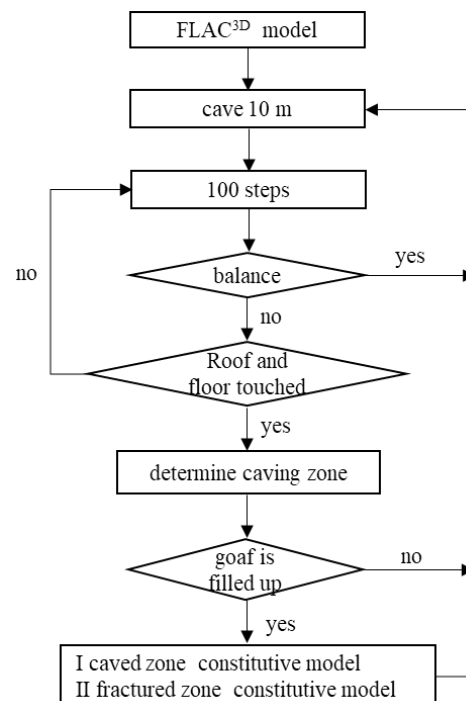 FLAC3D model
cave 10 m
100 steps
no
balance
yes
no
Roof and
floor touched
yes
determine caving zone
goaf is
filled up
no
yes
I caved zone constitutive model
II fractured zone constitutive model